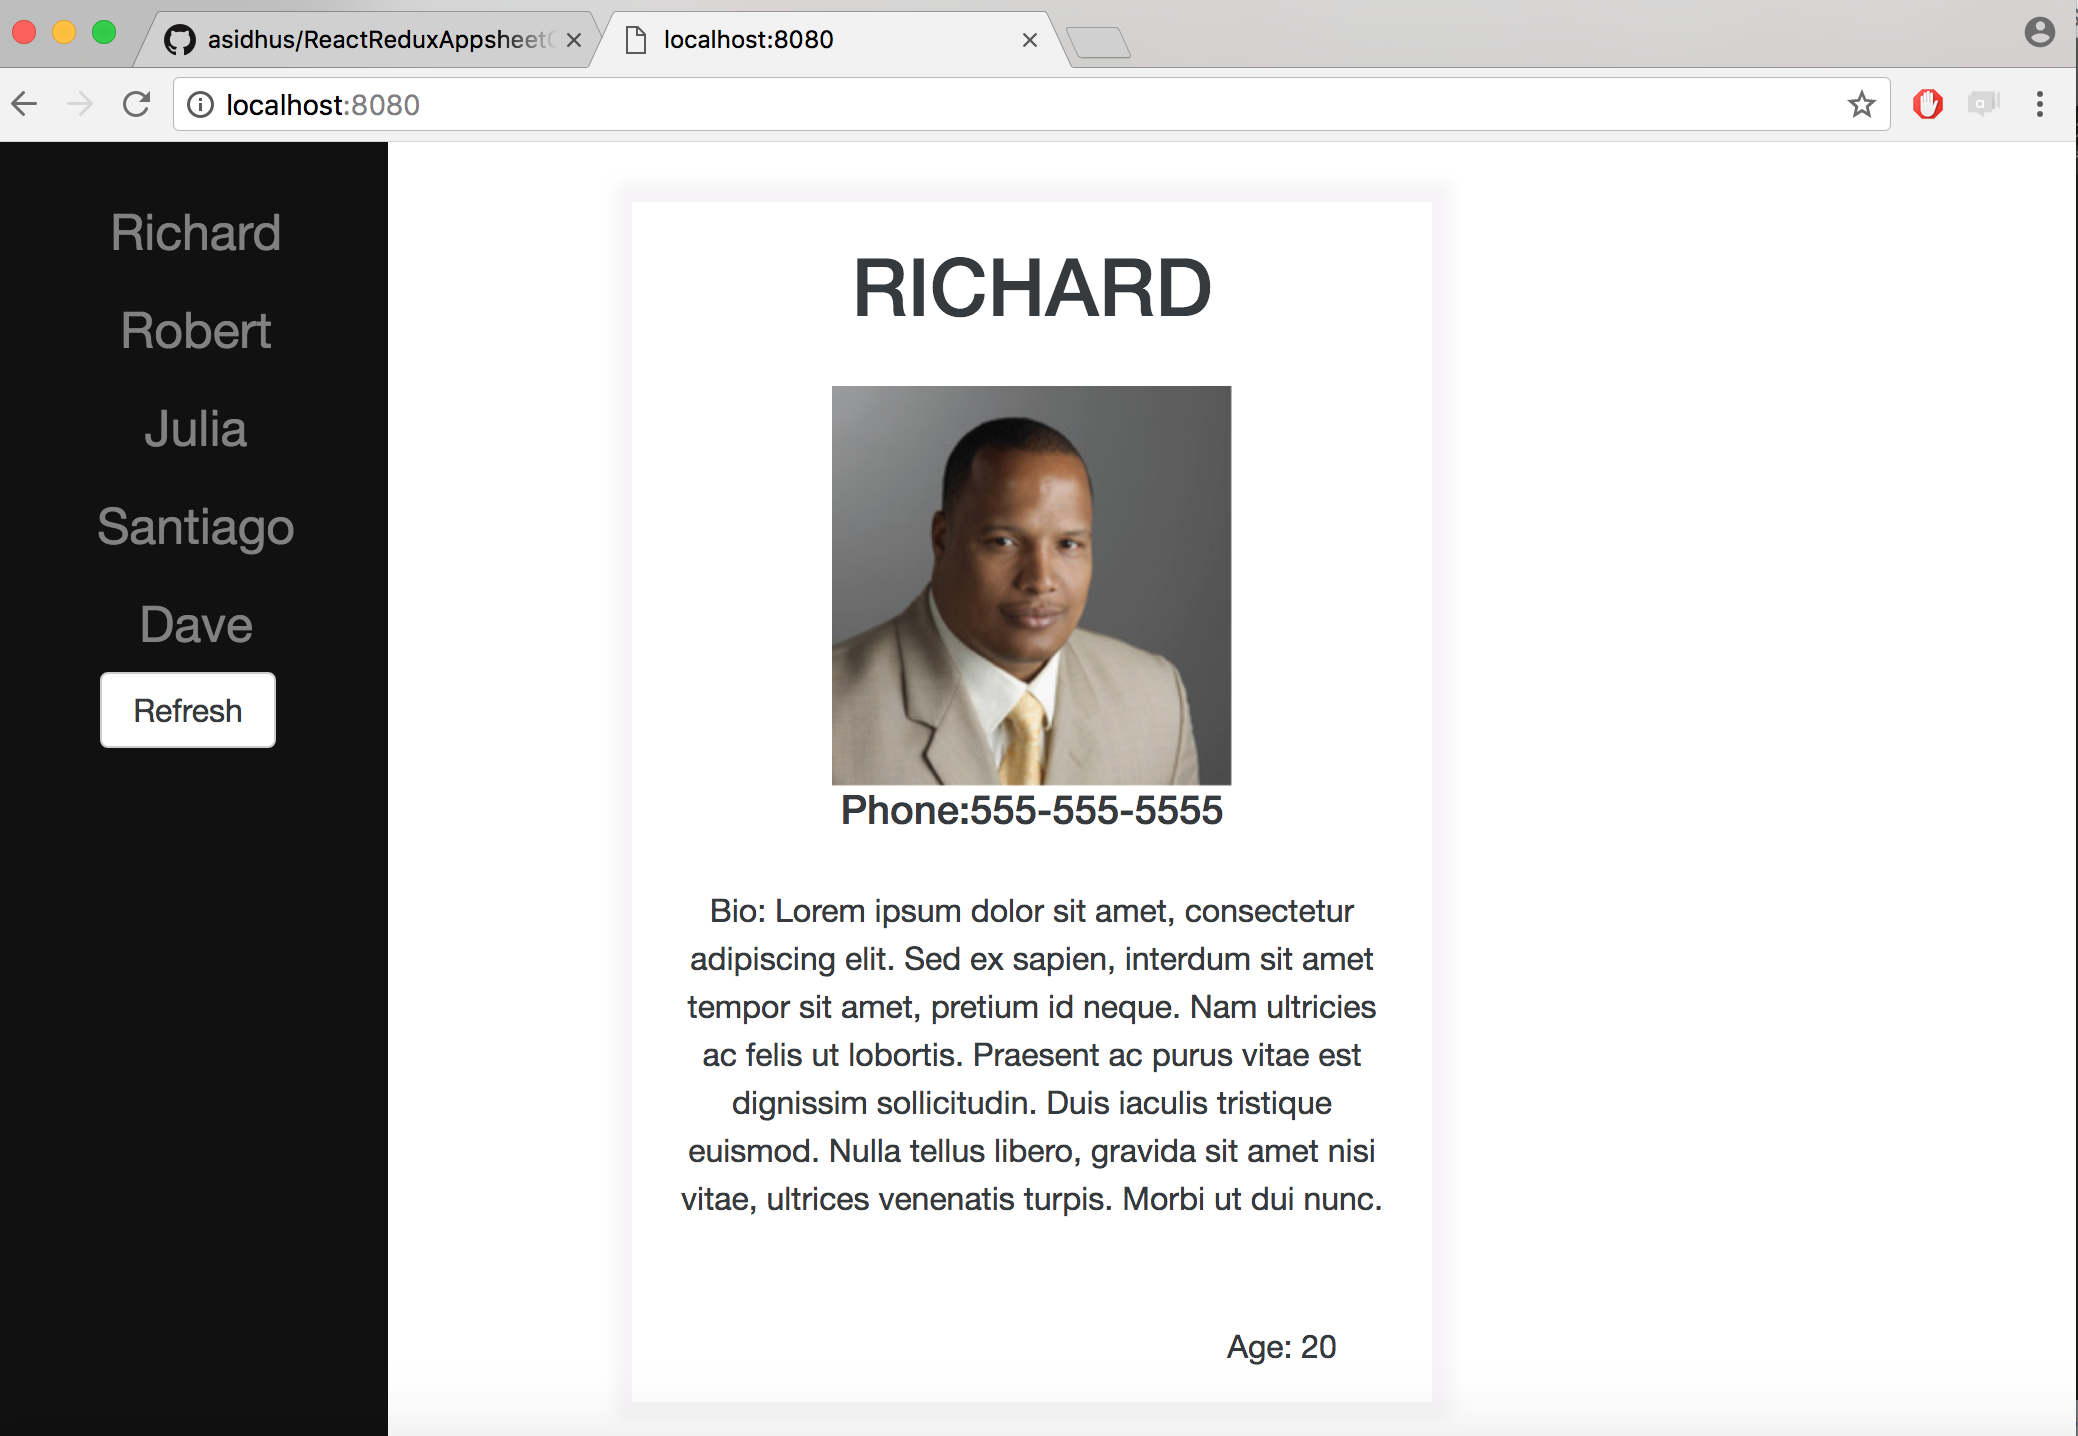 asidhus/ReactReduxAppsheet
localhost:8080
localhost:8080
Richard
Robert
Julia
Santiago
Dave
Refresh
RICHARD
Phone:555-555-5555
Bio: Lorem ipsum dolor sit amet, consectetur
adipiscing elit. Sed ex sapien, interdum sit amet
tempor sit amet, pretium id neque. Nam ultricies
ac felis ut lobortis. Praesent ac purus vitae est
dignissim sollicitudin. Duis iaculis tristique
euismod. Nulla tellus libero, gravida sit amet nisi
vitae, ultrices venenatis turpis. Morbi ut dui nunc.
Age: 20